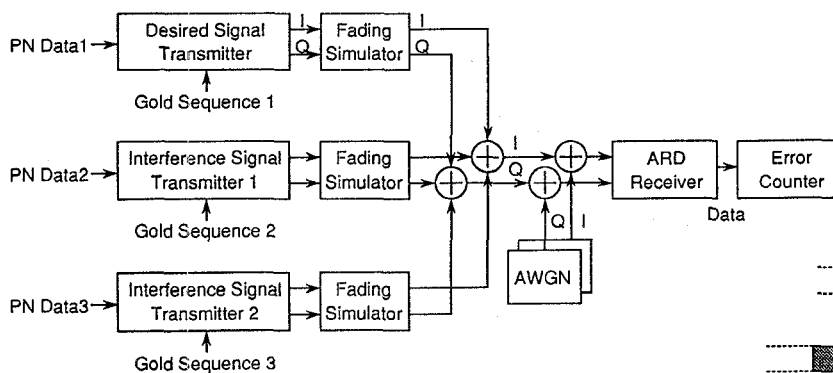 PN Data1
Desired Signal
Transmitter
I
Q
Fading
Simulator
I
Q
Gold Sequence 1
PN Data2
Interference Signal
Transmitter 1
Fading
Simulator
I
Q
ARD
Receiver
Error
Counter
Data
Gold Sequence 2
Q
I
AWGN
PN Data3
Interference Signal
Transmitter 2
Fading
Simulator
Gold Sequence 3